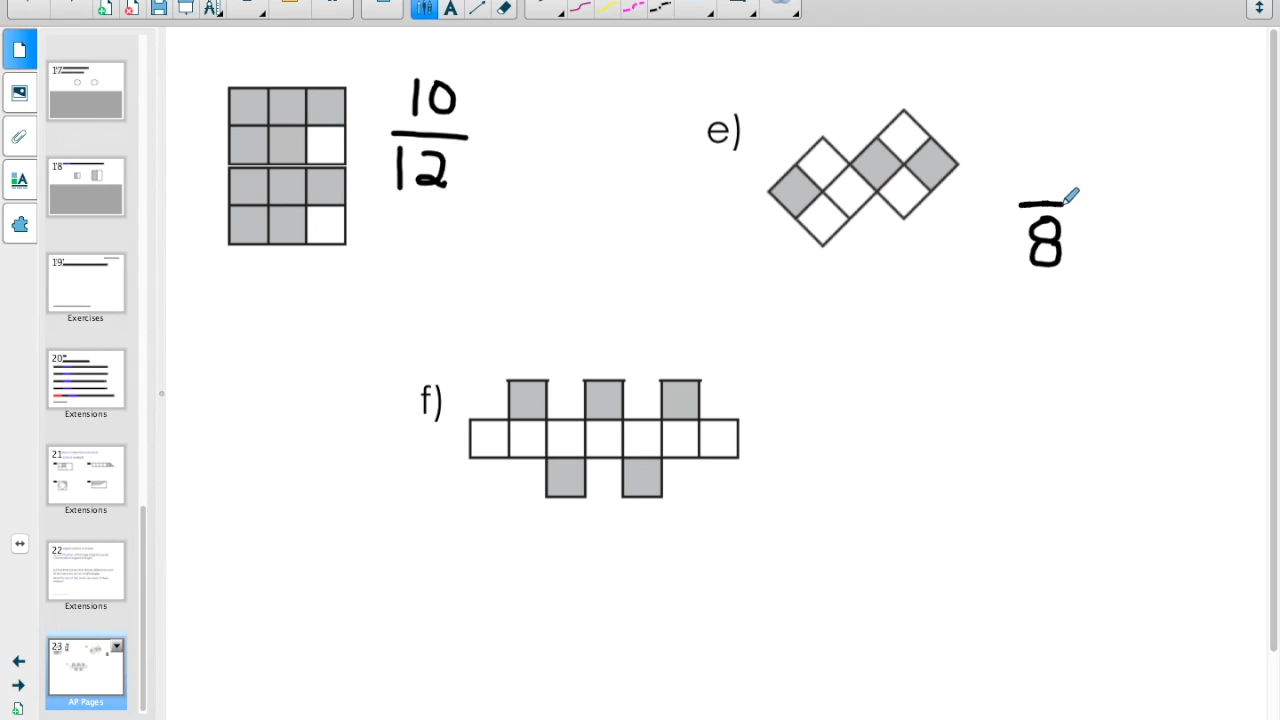 17
18
19
Exercises
20
Extensions
21
Extensions
22
Extensions
23
AP Pages
10
12
e)
8
f)